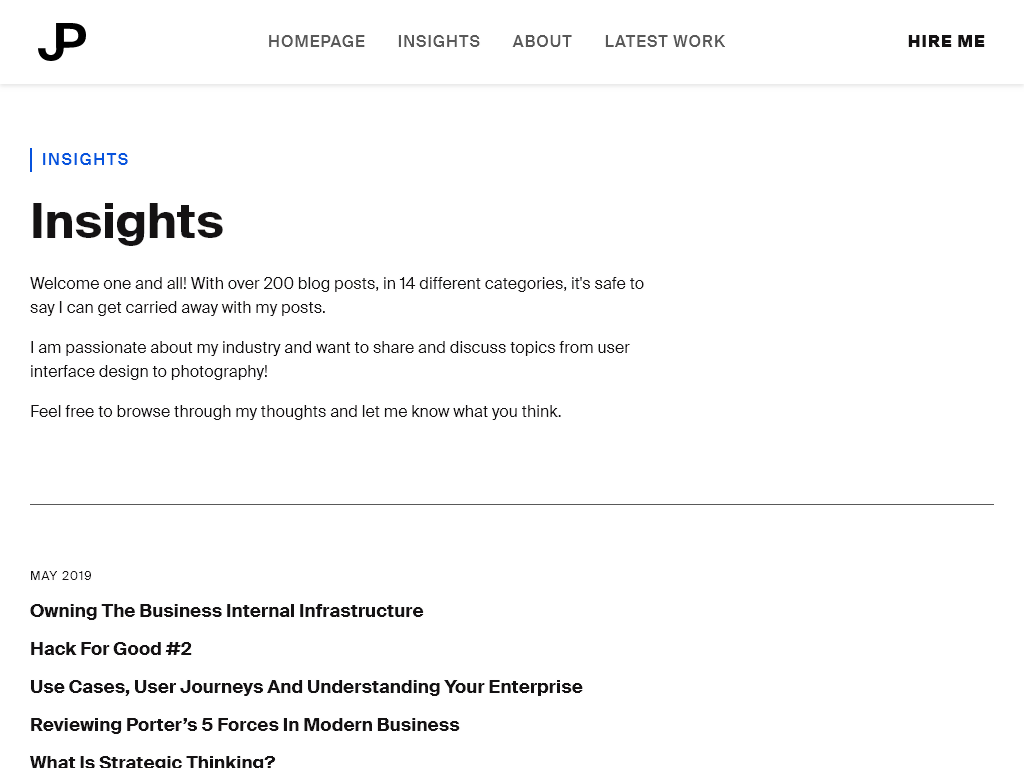 JP
HOMEPAGE INSIGHTS ABOUT LATEST WORK HIRE ME
INSIGHTS
Insights
Welcome one and all! With over 200 blog posts, in 14 different categories, it's safe to
say I can get carried away with my posts.
I am passionate about my industry and want to share and discuss topics from user
interface design to photography!
Feel free to browse through my thoughts and let me know what you think.
MAY 2019
Owning The Business Internal Infrastructure
Hack For Good #2
Use Cases, User Journeys And Understanding Your Enterprise
Reviewing Porter’s 5 Forces In Modern Business
What Is Strategic Thinking?